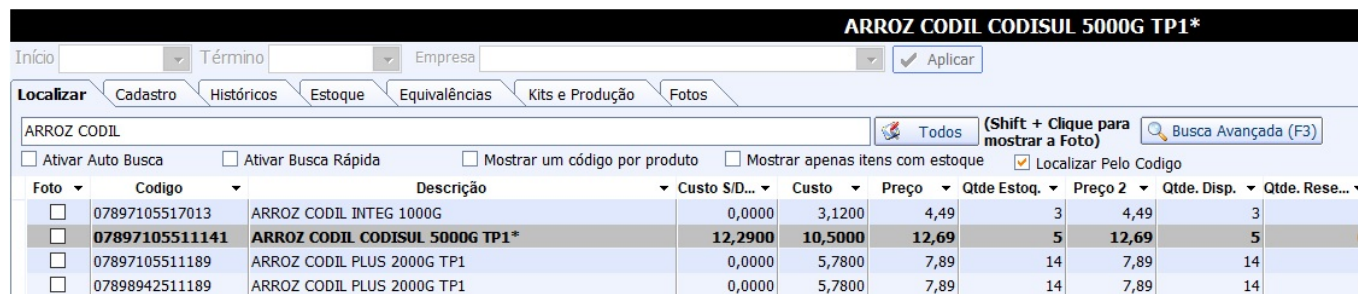 ARROZ CODIL CODISUL 5000G TP1*
Início Término Empresa Aplicar
Localizar Cadastro Históricos Estoque Equivalências Kits e Produção Fotos
ARROZ CODIL Todos (Shift + Clique para mostrar a Foto) Busca Avançada (F3)
Ativar Auto Busca Ativar Busca Rápida Mostrar um código por produto Mostrar apenas itens com estoque Localizar Pelo Codigo
Foto Codigo Descrição Custo S/D... Custo Preço Qtde Estoq. Preço 2 Qtde. Disp. Qtde. Rese...
07897105517013 ARROZ CODIL INTEG 1000G 0,0000 3,1200 4,49 3 4,49 3
07897105511141 ARROZ CODIL CODISUL 5000G TP1* 12,2900 10,5000 12,69 5 12,69 5
07897105511189 ARROZ CODIL PLUS 2000G TP1 0,0000 5,7800 7,89 14 7,89 14
07898942511189 ARROZ CODIL PLUS 2000G TP1 0,0000 5,7800 7,89 14 7,89 14